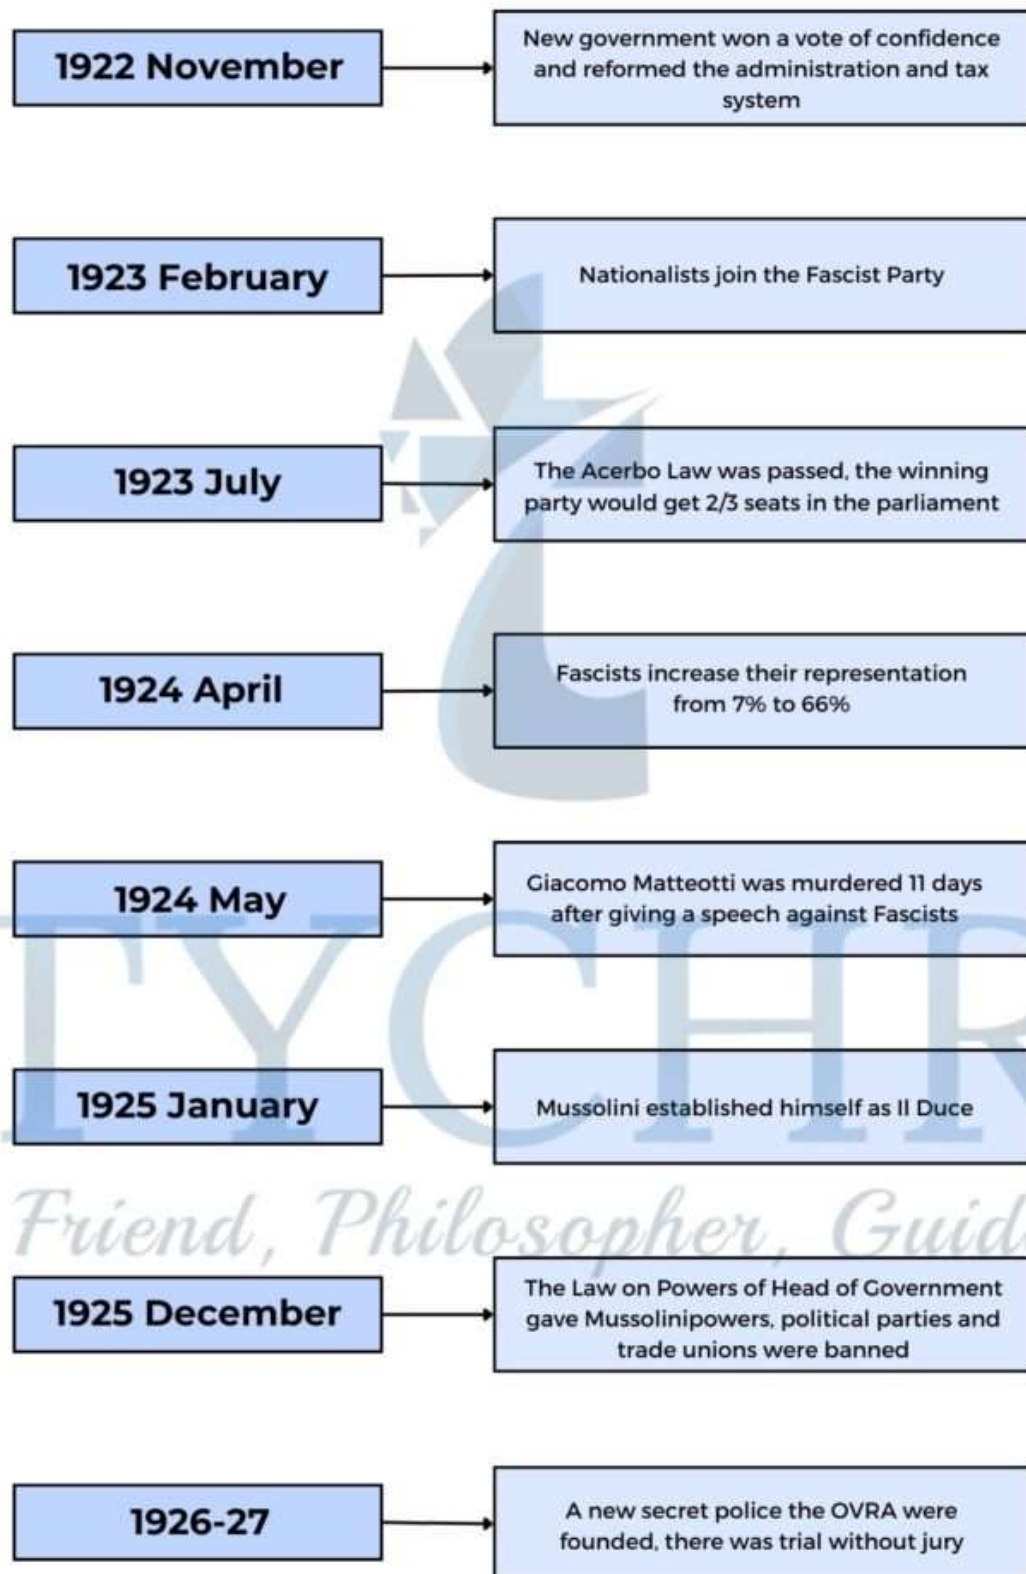 1922 November
New government won a vote of confidence
and reformed the administration and tax
system
1923 February
Nationalists join the Fascist Party
1923 July
The Acerbo Law was passed, the winning
party would get 2/3 seats in the parliament
1924 April
Fascists increase their representation
from 7% to 66%
1924 May
Giacomo Matteotti was murdered 11 days
after giving a speech against Fascists
TYCHR
1925 January
Mussolini established himself as Il Duce
Friend, Philosopher, Guid
1925 December
The Law on Powers of Head of Government
gave Mussolinipowers, political parties and
trade unions were banned
1926-27
A new secret police the OVRA were
founded, there was trial without jury